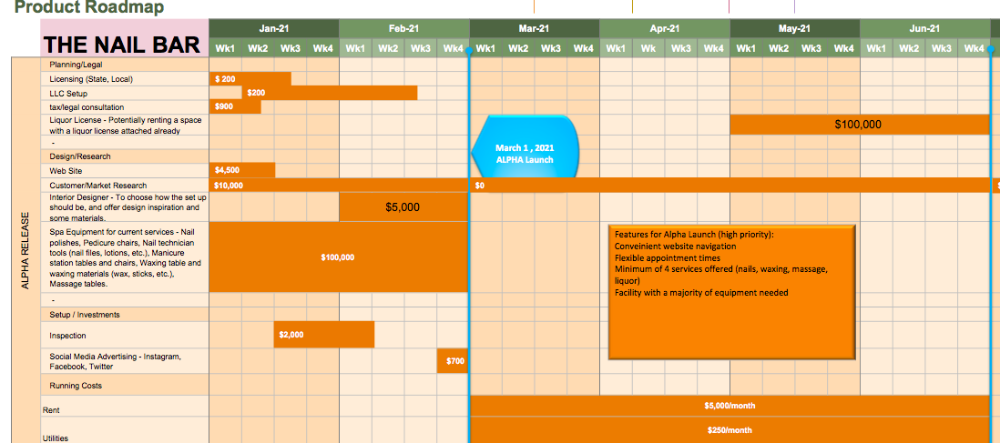 Product Roadmap
THE NAIL BAR
Jan-21 Feb-21 Mar-21 Apr-21 May-21 Jun-21
Wk1 Wk2 Wk3 Wk4 Wk1 Wk2 Wk3 Wk4 Wk1 Wk2 Wk3 Wk4 Wk1 Wk Wk3 Wk4 Wk1 Wk2 Wk3 Wk4 Wk1 Wk2 Wk3 Wk4
ALPHA RELEASE
Planning/Legal
Licensing (State, Local) $ 200
LLC Setup $200
tax/legal consultation $900
Liquor License - Potentially renting a space
with a liquor license attached already
$100,000
-
March 1 , 2021
ALPHA Launch
Design/Research
Web Site $4,500
Customer/Market Research $10,000 $0
Interior Designer - To choose how the set up
should be, and offer design inspiration and
some materials.
$5,000
Spa Equipment for current services - Nail
polishes, Pedicure chairs, Nail technician
tools (nail files, lotions, etc.), Manicure
station tables and chairs, Waxing table and
waxing materials (wax, sticks, etc.),
Massage tables.
$100,000
Features for Alpha Launch (high priority):
Conveinient website navigation
Flexible appointment times
Minimum of 4 services offered (nails, waxing, massage,
liquor)
Facility with a majority of equipment needed
-
Setup / Investments
Inspection $2,000
Social Media Advertising - Instagram,
Facebook, Twitter
$700
Running Costs
Rent $5,000/month
Utilities $250/month